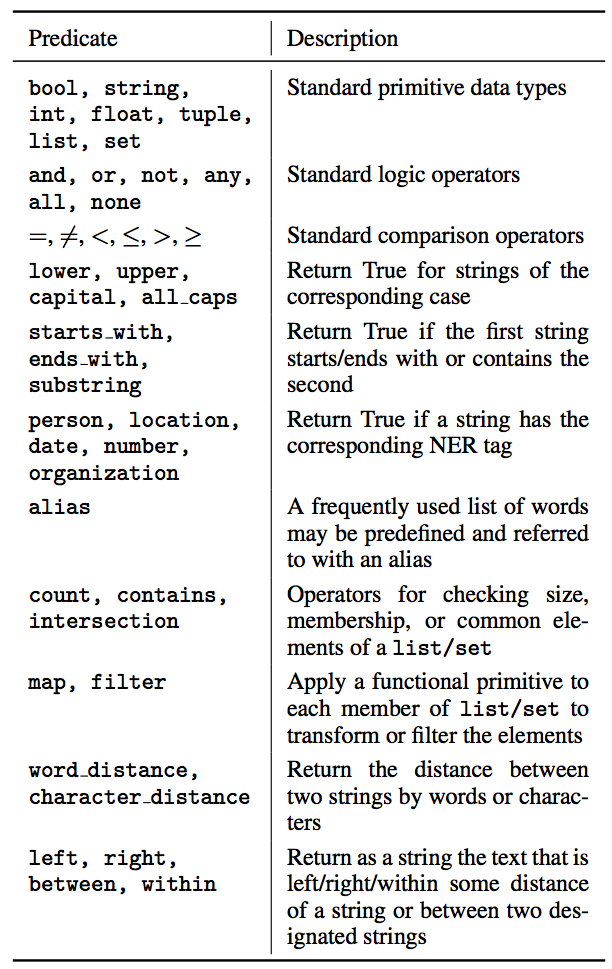 Predicate Description
bool, string, Standard primitive data types
int, float, tuple,
list, set
and, or, not, any, Standard logic operators
all, none
=, ≠, <, ≤, >, ≥ Standard comparison operators
lower, upper, Return True for strings of the
capital, all_caps corresponding case
starts_with, Return True if the first string
ends_with, starts/ends with or contains the
substring second
person, location, Return True if a string has the
date, number, corresponding NER tag
organization
alias A frequently used list of words
may be predefined and referred
to with an alias
count, contains, Operators for checking size,
intersection membership, or common ele-
ments of a list/set
map, filter Apply a functional primitive to
each member of list/set to
transform or filter the elements
word_distance, Return the distance between
character_distance two strings by words or charac-
ters
left, right, Return as a string the text that is
between, within left/right/within some distance
of a string or between two des-
ignated strings